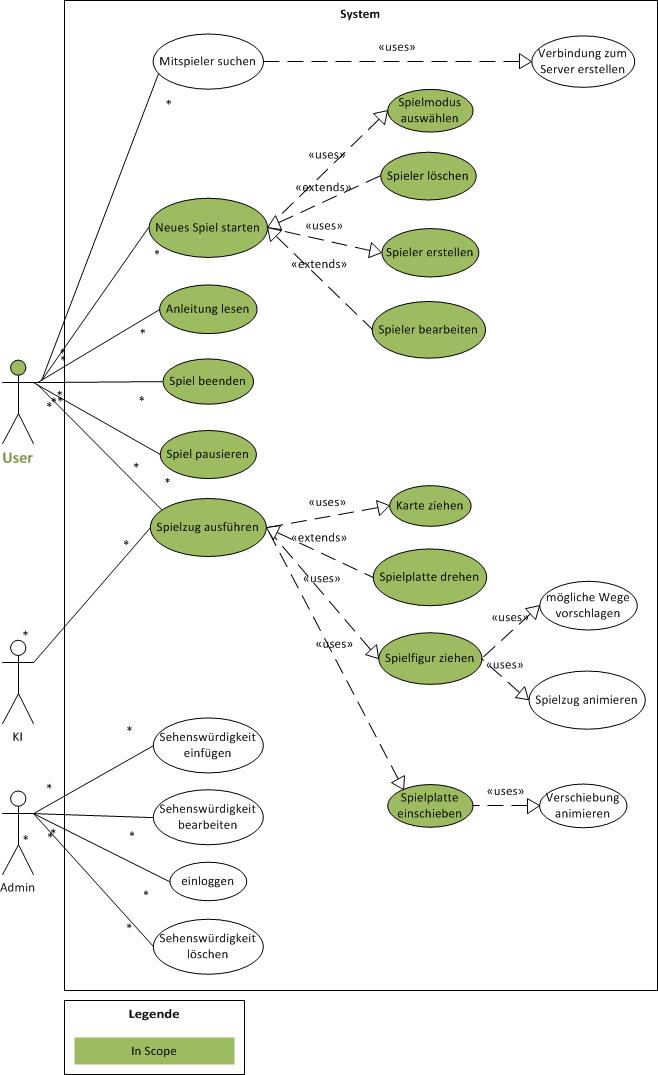 System
Mitspieler suchen
«uses»
Verbindung zum
Server erstellen
*
Spielmodus
auswählen
«uses»
Spieler löschen
«extends»
Neues Spiel starten
«uses»
Spieler erstellen
*
«extends»
Anleitung lesen
Spieler bearbeiten
*
*
*
Spiel beenden
*
*
*
*
*
User
Spiel pausieren
*
*
Karte ziehen
«uses»
Spielzug ausführen
«extends»
*
Spielplatte drehen
«uses»
mögliche Wege
vorschlagen
«uses»
*
«uses»
Spielfigur ziehen
«uses»
Spielzug animieren
KI
*
Sehenswürdigkeit
einfügen
*
«uses»
Spielplatte
einschieben
Verschiebung
animieren
Sehenswürdigkeit
bearbeiten
*
*
*
*
Admin
einloggen
*
*
Sehenswürdigkeit
löschen
Legende
In Scope